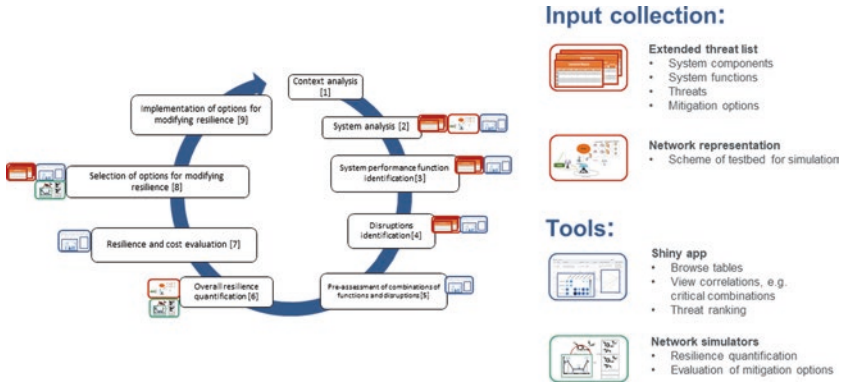 Context analysis
[1]
System analysis [2]
System performance function
identification[3]
Disruptions
identification[4]
Pre-assessment of combinations of
functions and disruptions[5]
Overall resilience
quantification [6]
Resilience and cost evaluation [7]
Selection of options for modifying
resilience [8]
Implementation of options for
modifying resilience [9]
Input collection:
Extended threat list
• System components
• System functions
• Threats
• Mitigation options
Network representation
• Scheme of testbed for simulation
Tools:
Shiny app
• Browse tables
• View correlations, e.g.
critical combinations
• Threat ranking
Network simulators
• Resilience quantification
• Evaluation of mitigation options